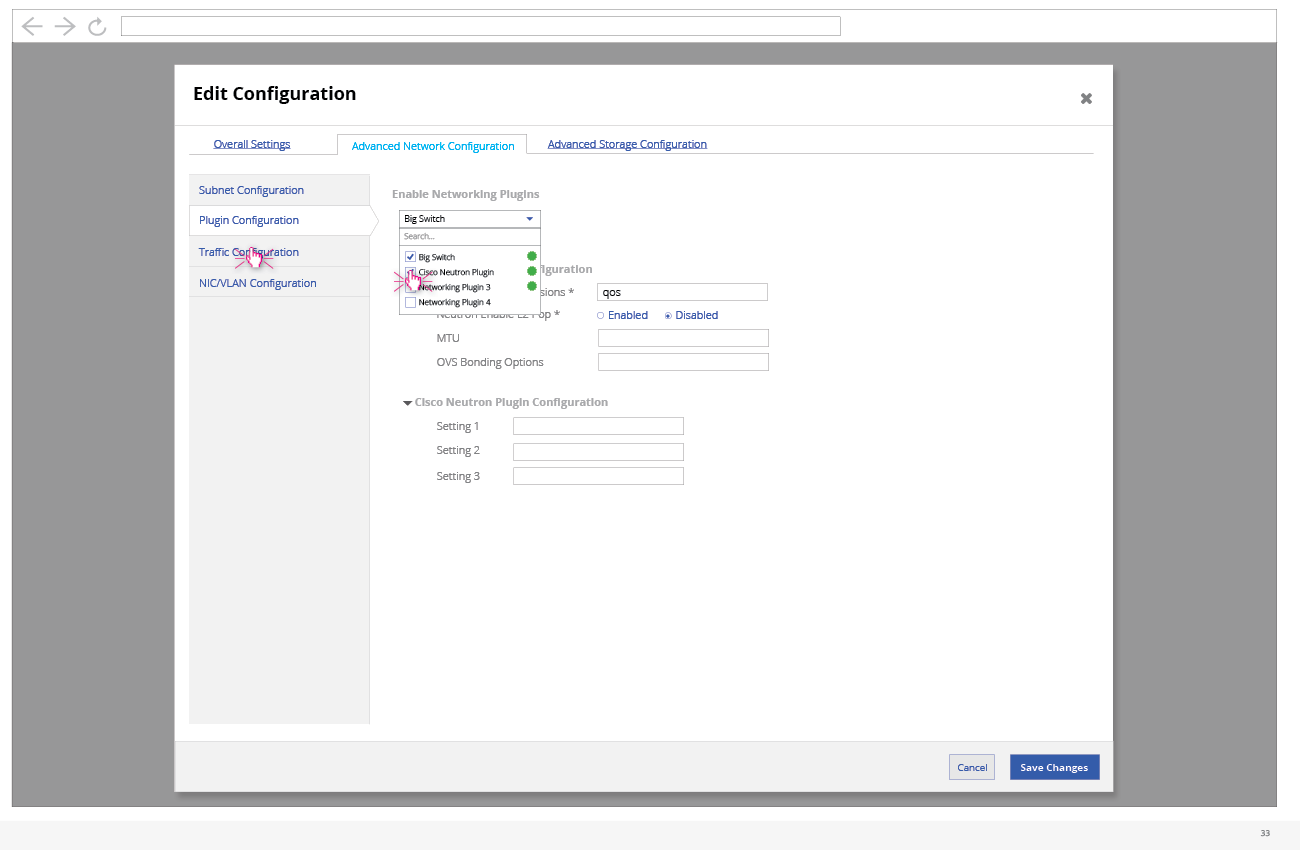 Edit Configuration
Overall Settings
Advanced Network Configuration
Advanced Storage Configuration
Subnet Configuration
Plugin Configuration
Traffic Configuration
NIC/VLAN Configuration
Enable Networking Plugins
Big Switch
Search...
Big Switch
Cisco Neutron Plugin
Networking Plugin 3
Networking Plugin 4
iguration
sions *
qos
Neutron Enable L2 Pop *
Enabled
Disabled
MTU
OVS Bonding Options
Cisco Neutron Plugin Configuration
Setting 1
Setting 2
Setting 3
Cancel
Save Changes
33